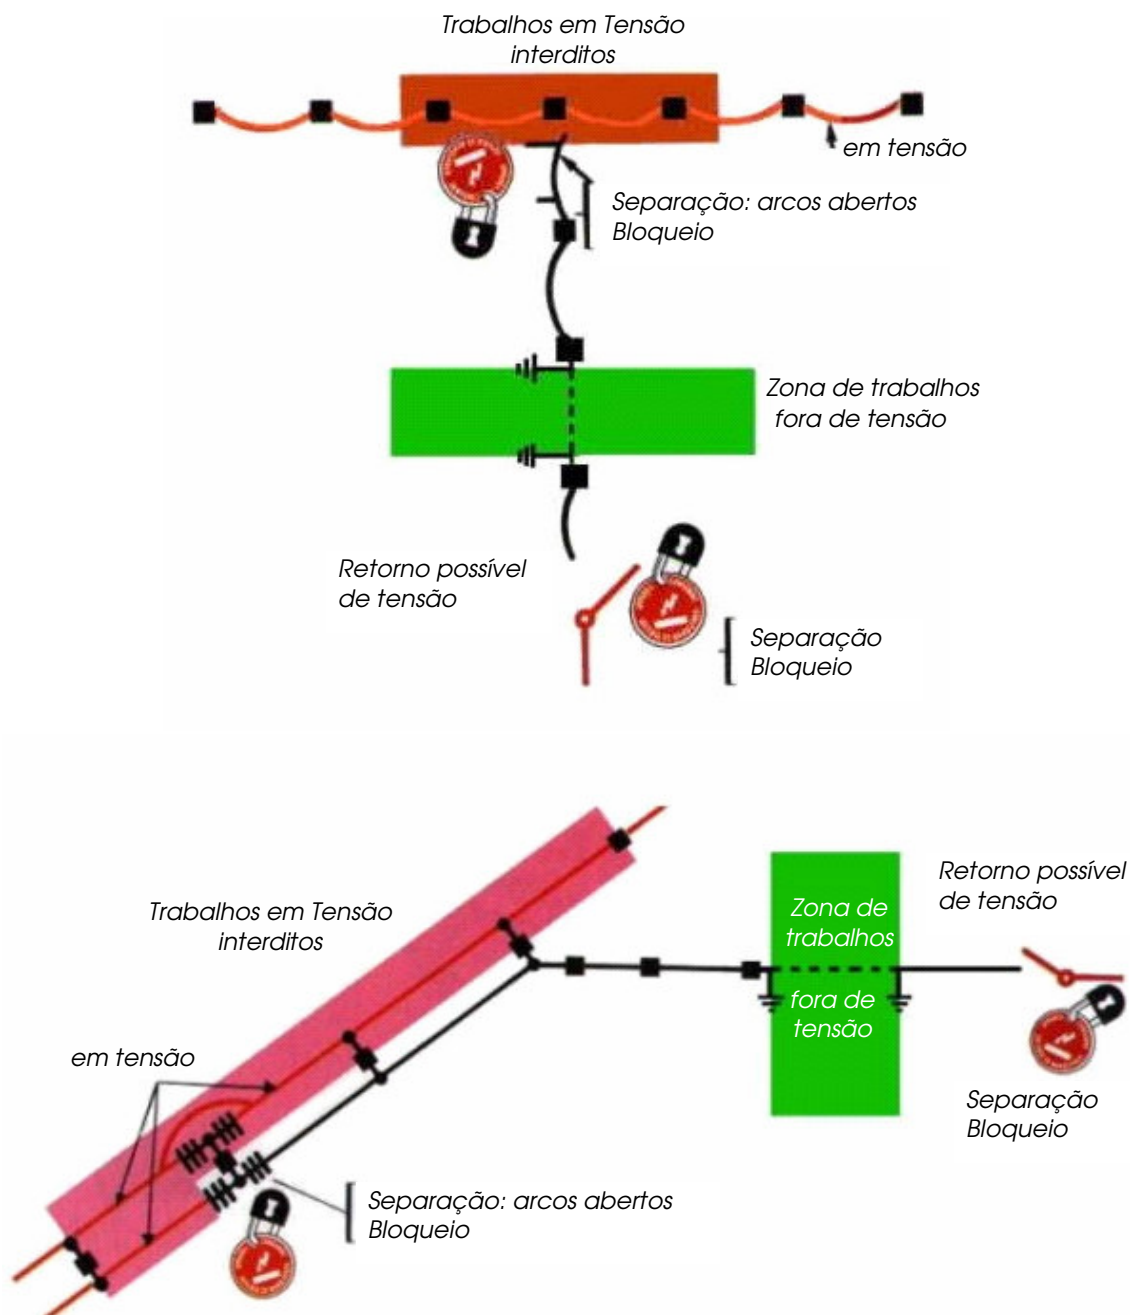 Trabalhos em Tensão
interditos
em tensão
Separação: arcos abertos
Bloqueio
Zona de trabalhos
fora de tensão
Retorno possível
de tensão
Separação
Bloqueio
Retorno possível
de tensão
Zona de
trabalhos
fora de
tensão
Trabalhos em Tensão
interditos
em tensão
Separação
Bloqueio
Separação: arcos abertos
Bloqueio